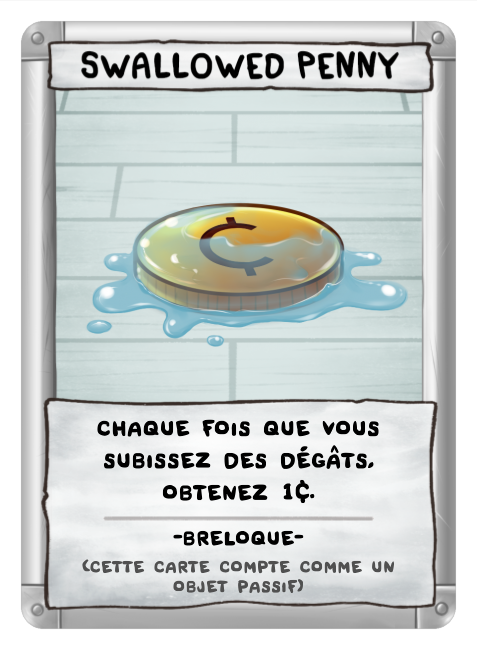 SWALLOWED PENNY
¢
CHAQUE FOIS QUE VOUS
SUBISSEZ DES DÉGÂTS,
OBTENEZ 1¢.
-BRELOQUE-
(CETTE CARTE COMPTE COMME UN
OBJET PASSIF)